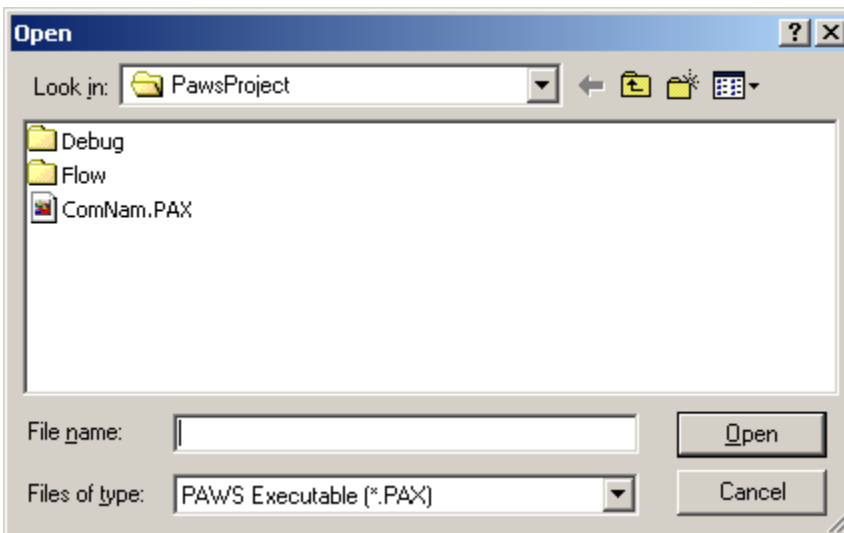 Open
Look in: PawsProject
Debug
Flow
ComNam.PAX
File name: Open
Files of type: PAWS Executable (*.PAX) Cancel